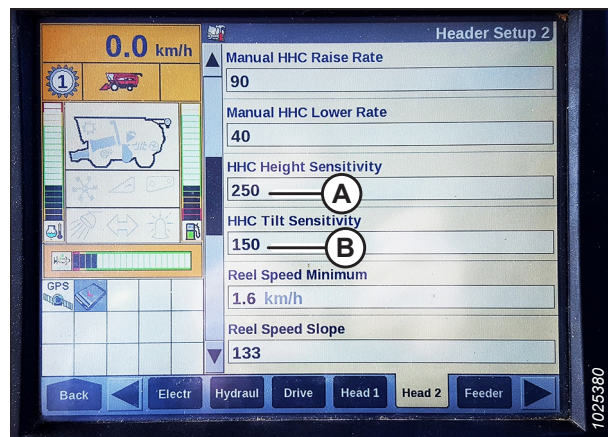 0.0 km/h
Header Setup 2
1
Manual HHC Raise Rate
90
Manual HHC Lower Rate
40
HHC Height Sensitivity
250
A
HHC Tilt Sensitivity
150
B
Reel Speed Minimum
1.6 km/h
GPS
Reel Speed Slope
133
Back
Electr
Hydraul
Drive
Head 1
Head 2
Feeder
1025380